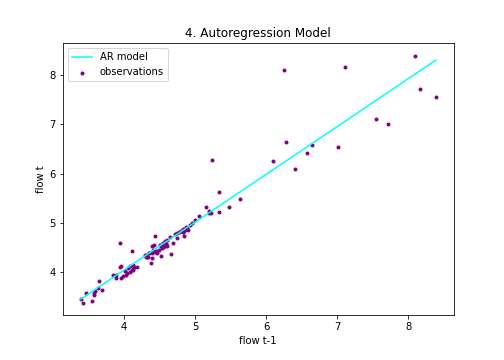 4. Autoregression Model
AR model
observations
flow t
8
7
6
5
4
4 5 6 7 8
flow t-1